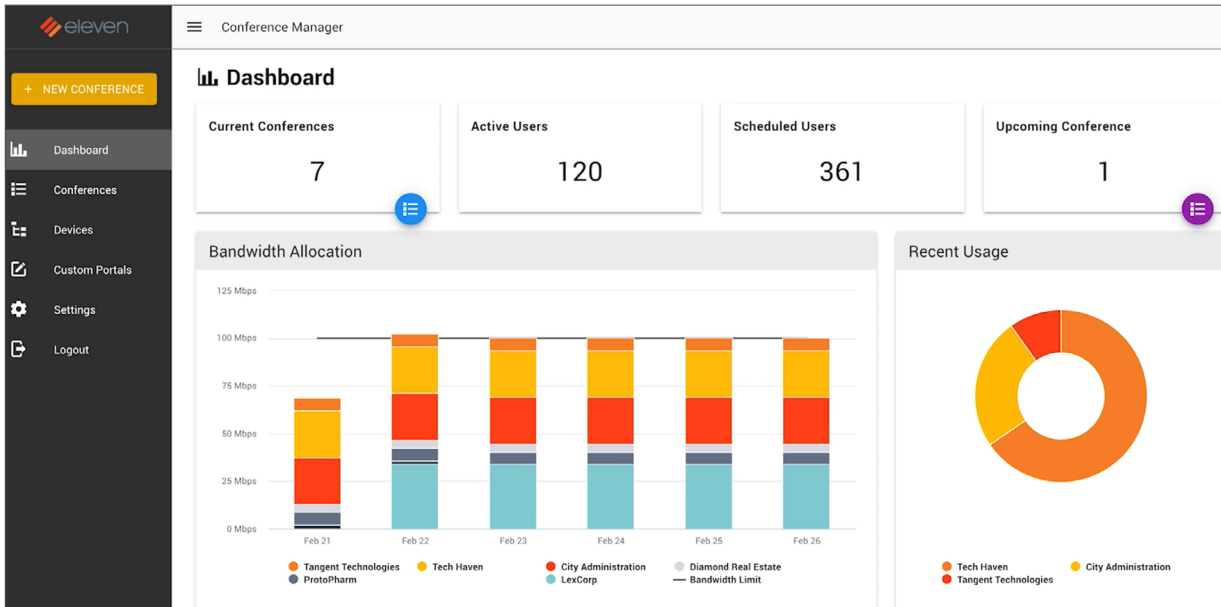 eleven
Conference Manager
+ NEW CONFERENCE
Dashboard
Conferences
Devices
Custom Portals
Settings
Logout
Dashboard
Current Conferences
7
Active Users
120
Scheduled Users
361
Upcoming Conference
1
Bandwidth Allocation
125 Mbps
100 Mbps
75 Mbps
50 Mbps
25 Mbps
0 Mbps
Feb 21 Feb 22 Feb 23 Feb 24 Feb 25 Feb 26
Tangent Technologies Tech Haven City Administration Diamond Real Estate
ProtoPharm LexCorp Bandwidth Limit
Recent Usage
Tech Haven City Administration
Tangent Technologies